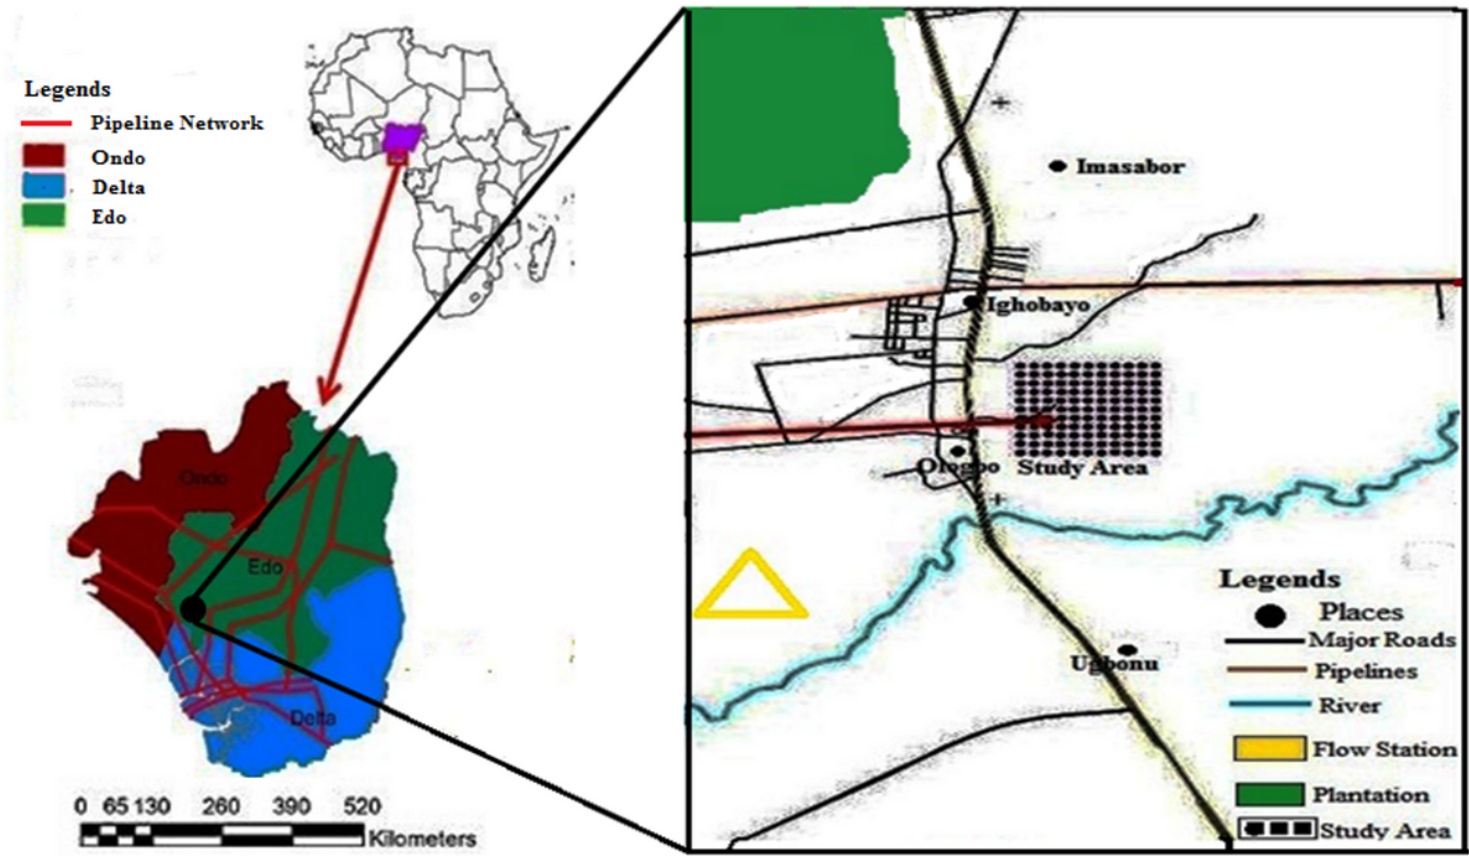 Legends
Pipeline Network
Ondo
Delta
Edo
Ondo
Edo
Delta
0 65 130 260 390 520
Kilometers
Imasabor
Ighobayo
Ologbo
Study Area
Ugbonu
Legends
Places
Major Roads
Pipelines
River
Flow Station
Plantation
Study Area